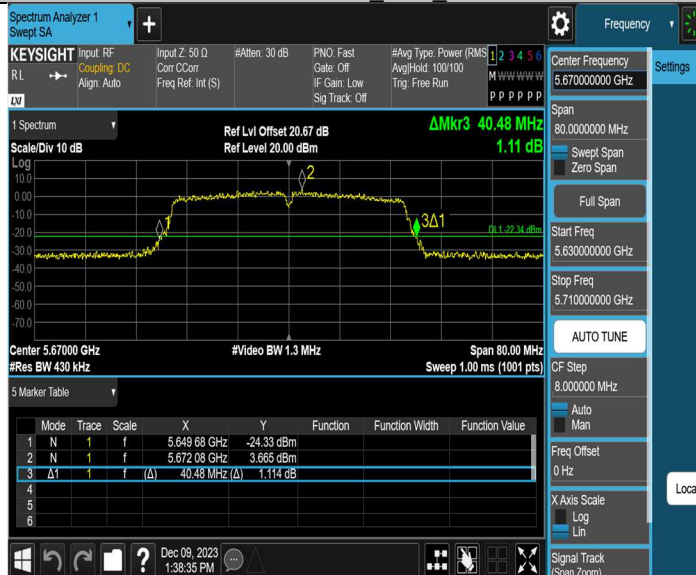 Spectrum Analyzer 1
Swept SA
Frequency
KEYSIGHT
RL
LXI
Input: RF
Coupling: DC
Align: Auto
Input Z: 50 Ω
Corr CCorr
Freq Ref: Int (S)
#Atten: 30 dB
PNO: Fast
Gate: Off
IF Gain: Low
Sig Track: Off
#Avg Type: Power (RMS
Avg|Hold: 100/100
Trig: Free Run
1 2 3 4 5 6
M W W W W W
P P P P P P
1 Spectrum
Scale/Div 10 dB
Ref Lvl Offset 20.67 dB
Ref Level 20.00 dBm
ΔMkr3 40.48 MHz
1.11 dB
Log
10.0
0.00
-10.0
-20.0
-30.0
-40.0
-50.0
-60.0
-70.0
1
2
3Δ1
DL1 -22.34 dBm
Center 5.67000 GHz
#Video BW 1.3 MHz
Span 80.00 MHz
#Res BW 430 kHz
Sweep 1.00 ms (1001 pts)
5 Marker Table
Mode Trace Scale X Y Function Function Width Function Value
1 N 1 f 5.649 68 GHz -24.33 dBm
2 N 1 f 5.672 08 GHz 3.665 dBm
3 Δ1 1 f (Δ) 40.48 MHz (Δ) 1.114 dB
4
5
6
?
Dec 09, 2023
1:38:35 PM
Center Frequency
5.670000000 GHz
Span
80.0000000 MHz
Swept Span
Zero Span
Full Span
Start Freq
5.630000000 GHz
Stop Freq
5.710000000 GHz
AUTO TUNE
CF Step
8.000000 MHz
Auto
Man
Freq Offset
0 Hz
X Axis Scale
Log
Lin
Signal Track
(Span Zoom)
Settings
Loca